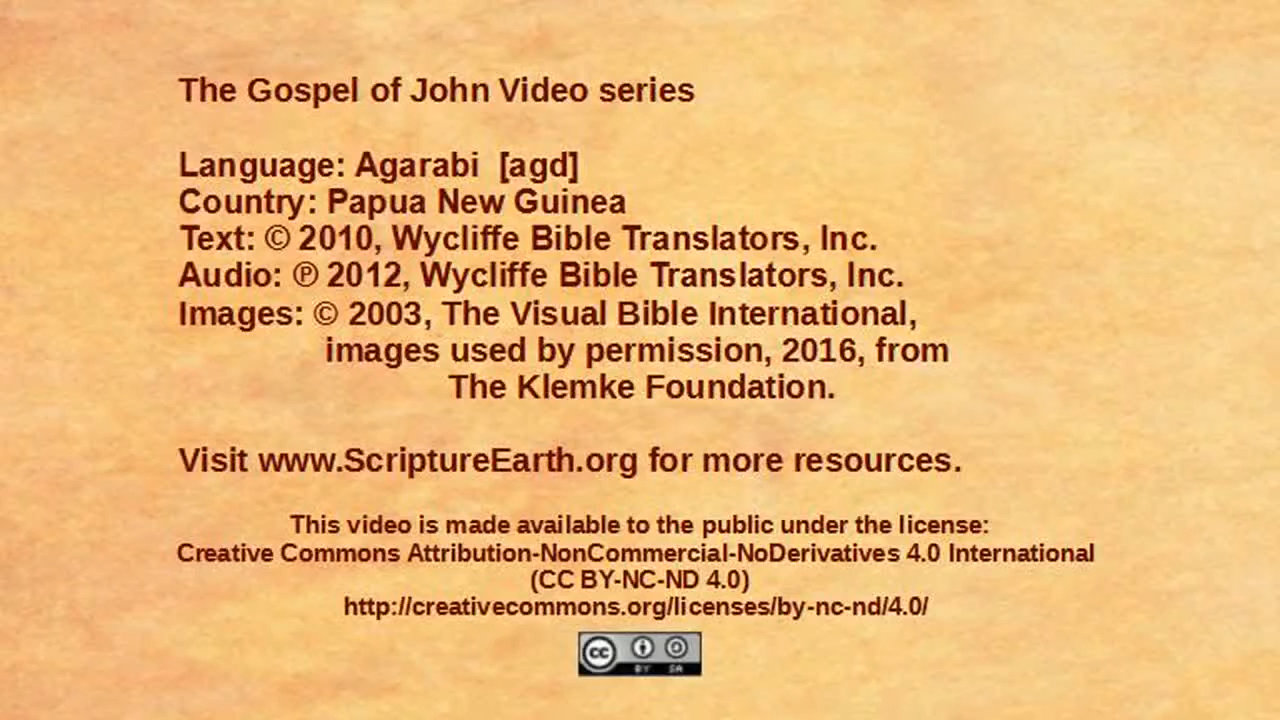 The Gospel of John Video series
Language: Agarabi [agd]
Country: Papua New Guinea
Text: © 2010, Wycliffe Bible Translators, Inc.
Audio: ℗ 2012, Wycliffe Bible Translators, Inc.
Images: © 2003, The Visual Bible International,
images used by permission, 2016, from
The Klemke Foundation.
Visit www.ScriptureEarth.org for more resources.
This video is made available to the public under the license:
Creative Commons Attribution-NonCommercial-NoDerivatives 4.0 International
(CC BY-NC-ND 4.0)
http://creativecommons.org/licenses/by-nc-nd/4.0/
cc BY SA